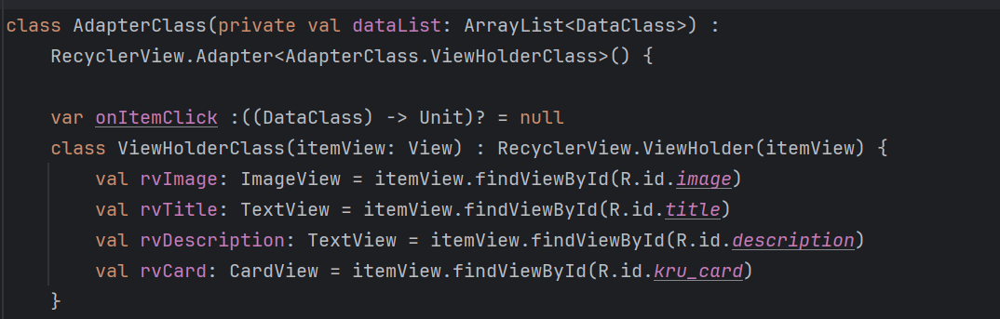 class AdapterClass(private val dataList: ArrayList<DataClass>) :
RecyclerView.Adapter<AdapterClass.ViewHolderClass>() {
var onItemClick :((DataClass) -> Unit)? = null
class ViewHolderClass(itemView: View) : RecyclerView.ViewHolder(itemView) {
val rvImage: ImageView = itemView.findViewById(R.id.image)
val rvTitle: TextView = itemView.findViewById(R.id.title)
val rvDescription: TextView = itemView.findViewById(R.id.description)
val rvCard: CardView = itemView.findViewById(R.id.kru_card)
}